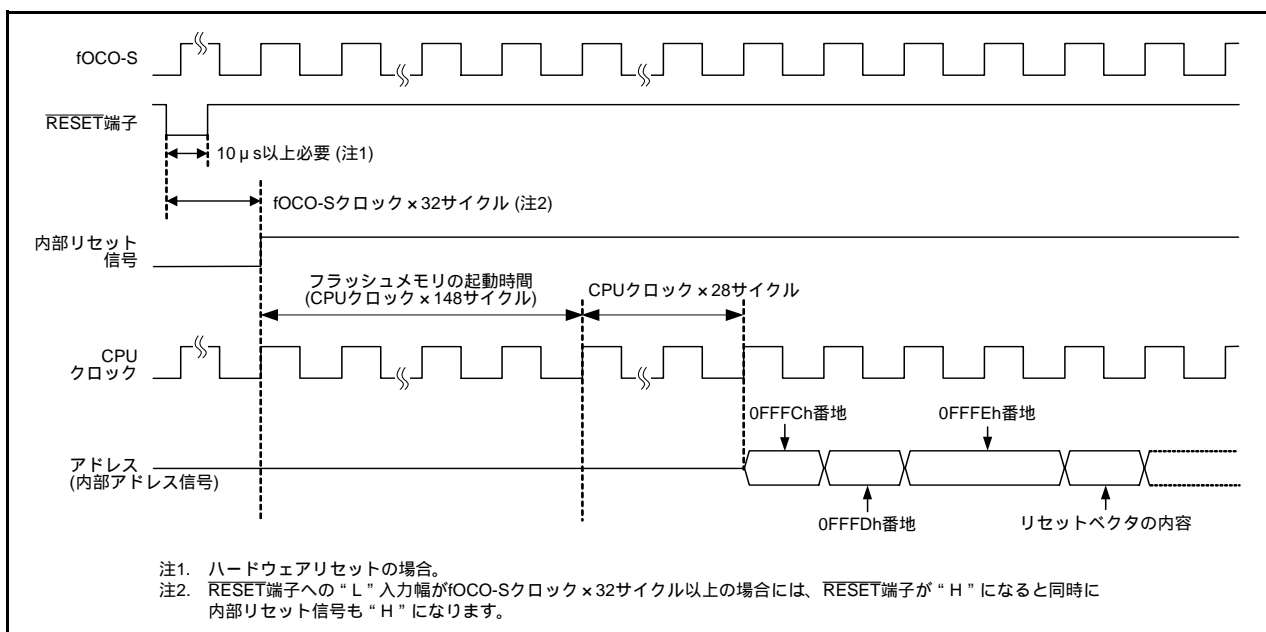 fOCO-S
RESET端子
10μs以上必要 (注1)
fOCO-Sクロック×32サイクル (注2)
内部リセット
信号
フラッシュメモリの起動時間
(CPUクロック×148サイクル)
CPUクロック×28サイクル
CPU
クロック
0FFFCh番地
0FFFEh番地
アドレス
(内部アドレス信号)
0FFFDh番地
リセットベクタの内容
注1. ハードウェアリセットの場合。
注2. RESET端子への“L”入力幅がfOCO-Sクロック×32サイクル以上の場合には、RESET端子が“H”になると同時に
内部リセット信号も“H”になります。